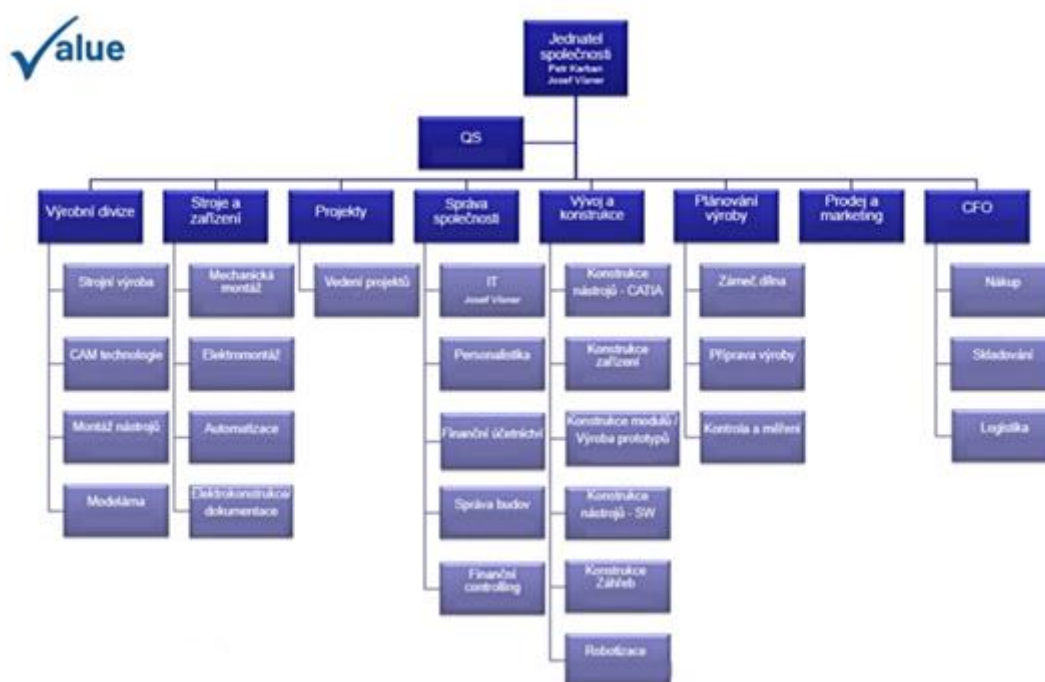 Value
Jednatel
společnosti
Petr Karban
Josef Vísner
QS
Výrobní divize
Stroje a
zařízení
Projekty
Správa
společnosti
Vývoj a
konstrukce
Plánování
výroby
Prodej a
marketing
CFO
Strojní výroba
CAM technologie
Montáž nástrojů
Modelárna
Mechanická
montáž
Elektromontáž
Automatizace
Elektrokonstrukce/
dokumentace
Vedení projektů
IT
Josef Vísner
Personalistika
Finanční účetnictví
Správa budov
Finanční
controlling
Konstrukce
nástrojů - CATIA
Konstrukce
zařízení
Konstrukce modulů /
Výroba prototypů
Konstrukce
nástrojů - SW
Konstrukce
Záhřeb
Robotizace
Zámeč.dílna
Příprava výroby
Kontrola a měření
Nákup
Skladování
Logistika